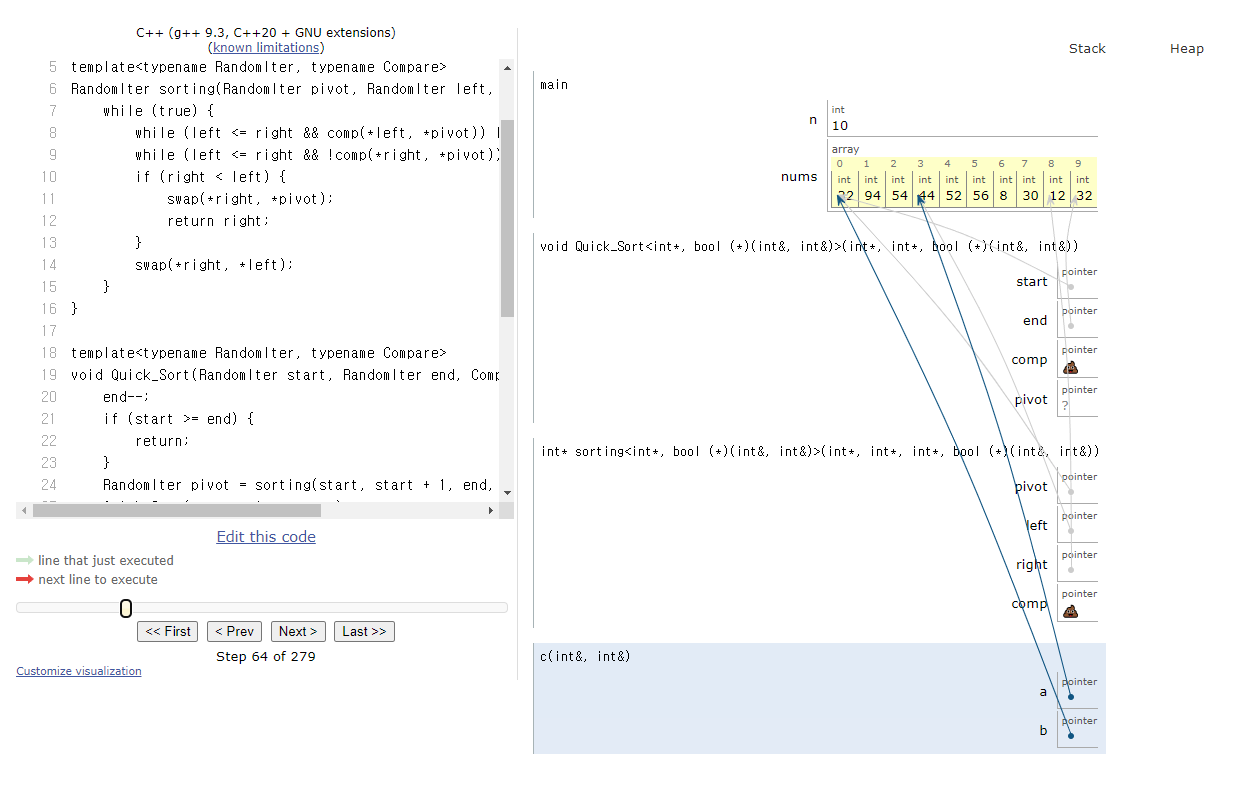 C++ (g++ 9.3, C++20 + GNU extensions)
(known limitations)
5 template<typename RandomIter, typename Compare>
6 RandomIter sorting(RandomIter pivot, RandomIter left,
7 while (true) {
8 while (left <= right && comp(*left, *pivot))
9 while (left <= right && !comp(*right, *pivot))
10 if (right < left) {
11 swap(*right, *pivot);
12 return right;
13 }
14 swap(*right, *left);
15 }
16 }
17
18 template<typename RandomIter, typename Compare>
19 void Quick_Sort(RandomIter start, RandomIter end, Comp
20 end--;
21 if (start >= end) {
22 return;
23 }
24 RandomIter pivot = sorting(start, start + 1, end,
Edit this code
line that just executed
next line to execute
<< First < Prev Next > Last >>
Step 64 of 279
Customize visualization
Stack Heap
main
n
int
10
nums
array
0 1 2 3 4 5 6 7 8 9
int int int int int int int int int int
94 54 44 52 56 8 30 12 32
void Quick_Sort<int*, bool (*)(int&, int&)>(int*, int*, bool (*)(int&, int&))
start pointer
end pointer
comp pointer
pivot pointer
?
int* sorting<int*, bool (*)(int&, int&)>(int*, int*, int*, bool (*)(int&, int&))
pivot pointer
left pointer
right pointer
comp pointer
c(int&, int&)
a pointer
b pointer